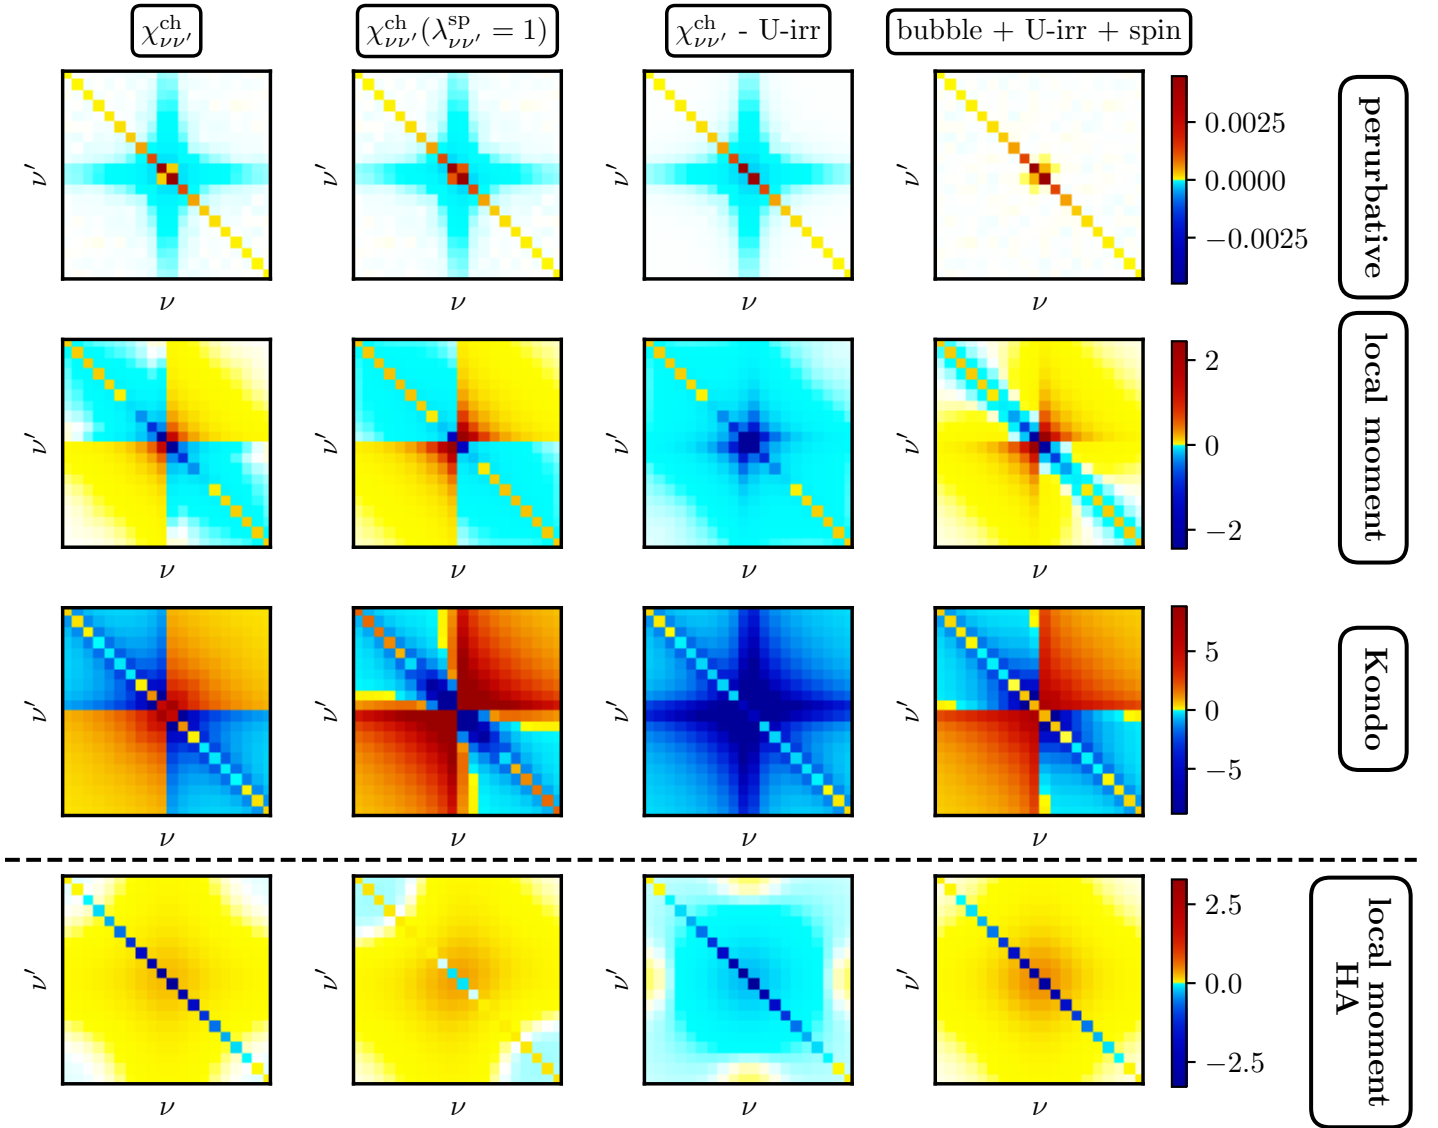 χ^ch_νν′
χ^ch_νν′(λ^sp_νν′ = 1)
χ^ch_νν′ - U-irr
bubble + U-irr + spin
ν′
ν
ν′
ν
ν′
ν
ν′
ν
0.0025
0.0000
−0.0025
perurbative
ν′
ν
ν′
ν
ν′
ν
ν′
ν
2
0
−2
local moment
ν′
ν
ν′
ν
ν′
ν
ν′
ν
5
0
−5
Kondo
ν′
ν
ν′
ν
ν′
ν
ν′
ν
2.5
0.0
−2.5
local moment
HA